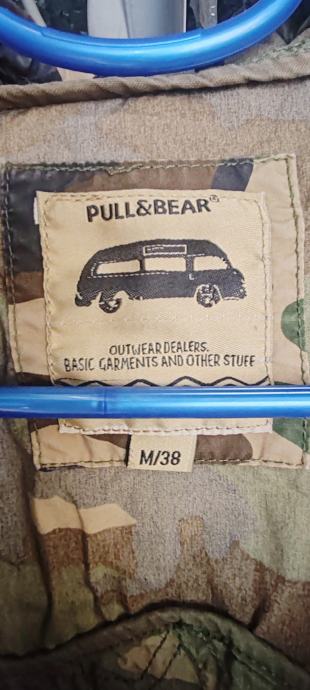 PULL&BEAR®
OUTWEAR DEALERS.
BASIC GARMENTS AND OTHER STUFF
M/38